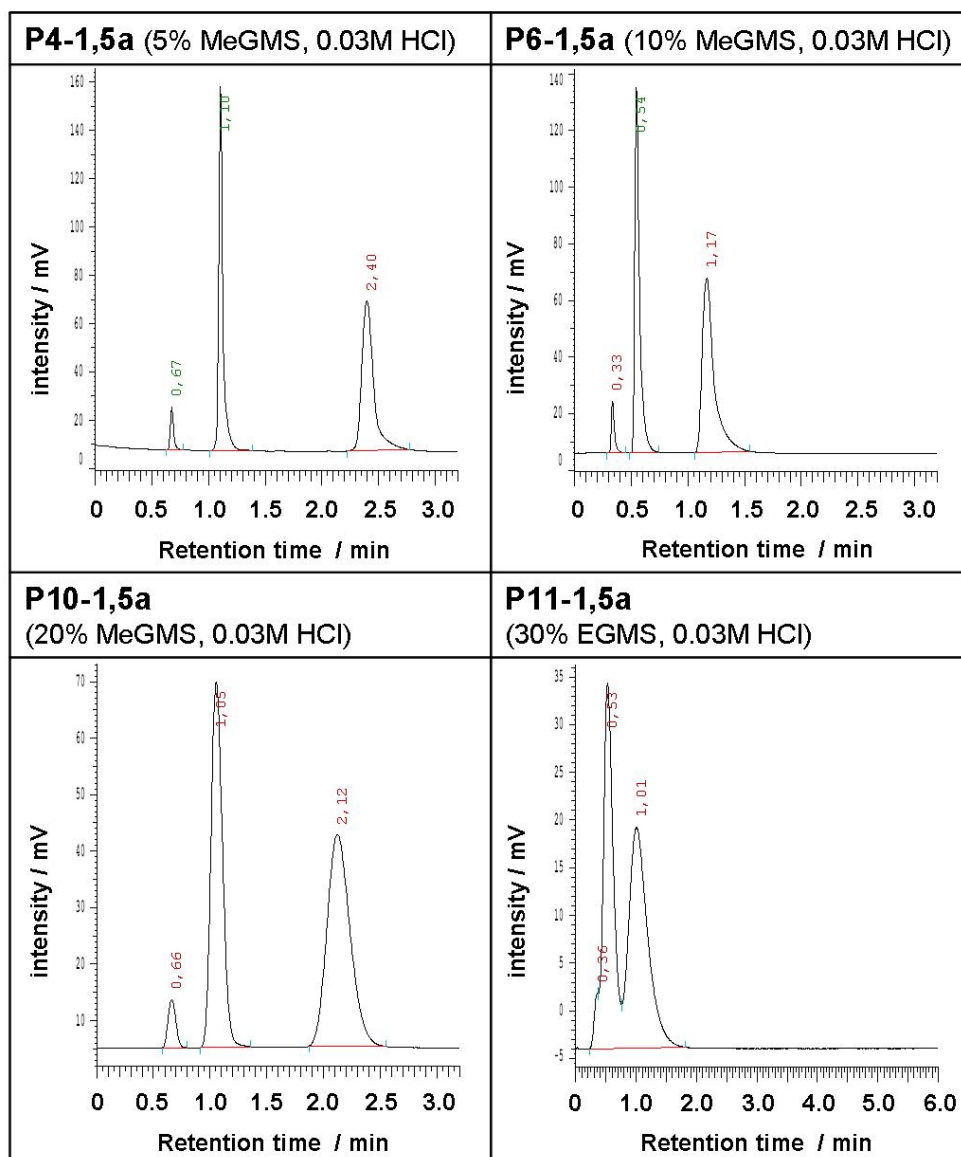 P4-1,5a (5% MeGMS, 0.03M HCl)
intensity / mV
160
140
120
100
80
60
40
20
0
0,67
1,10
2,40
0 0.5 1.0 1.5 2.0 2.5 3.0
Retention time / min
P6-1,5a (10% MeGMS, 0.03M HCl)
intensity / mV
140
120
100
80
60
40
20
0
0,33
0,54
1,17
0 0.5 1.0 1.5 2.0 2.5 3.0
Retention time / min
P10-1,5a
(20% MeGMS, 0.03M HCl)
intensity / mV
70
60
50
40
30
20
10
0,66
1,05
2,12
0 0.5 1.0 1.5 2.0 2.5 3.0
Retention time / min
P11-1,5a
(30% EGMS, 0.03M HCl)
intensity / mV
35
30
25
20
15
10
5
0
-5
0,36
0,53
1,01
0 1.0 2.0 3.0 4.0 5.0 6.0
Retention time / min